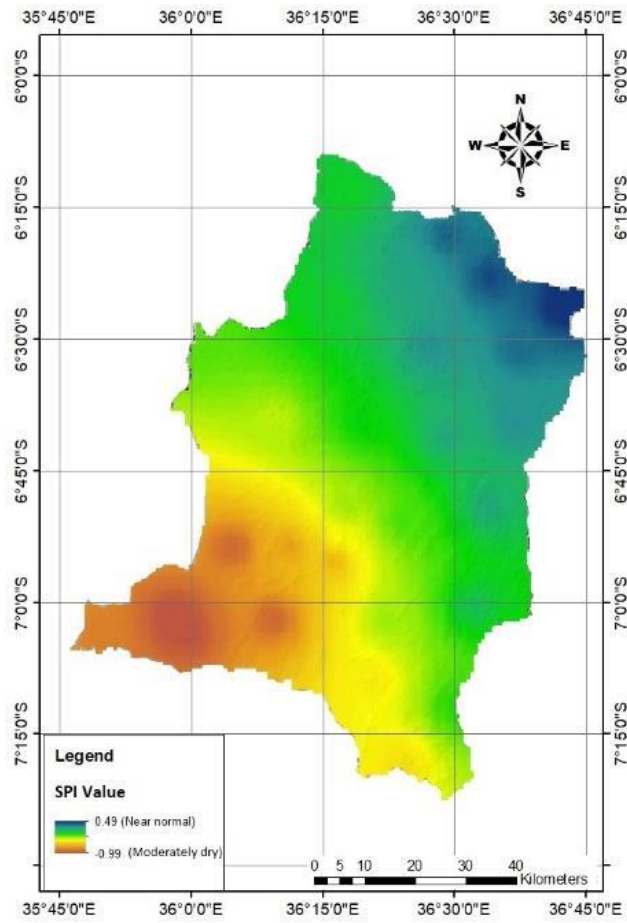 35°45'0"E 36°0'0"E 36°15'0"E 36°30'0"E 36°45'0"E
6°0'0"S 6°0'0"S
N
W E
S
6°15'0"S 6°15'0"S
6°30'0"S 6°30'0"S
6°45'0"S 6°45'0"S
7°0'0"S 7°0'0"S
7°15'0"S 7°15'0"S
Legend
SPI Value
0.49 (Near normal)
-0.99 (Moderately dry)
0 5 10 20 30 40
Kilometers
35°45'0"E 36°0'0"E 36°15'0"E 36°30'0"E 36°45'0"E